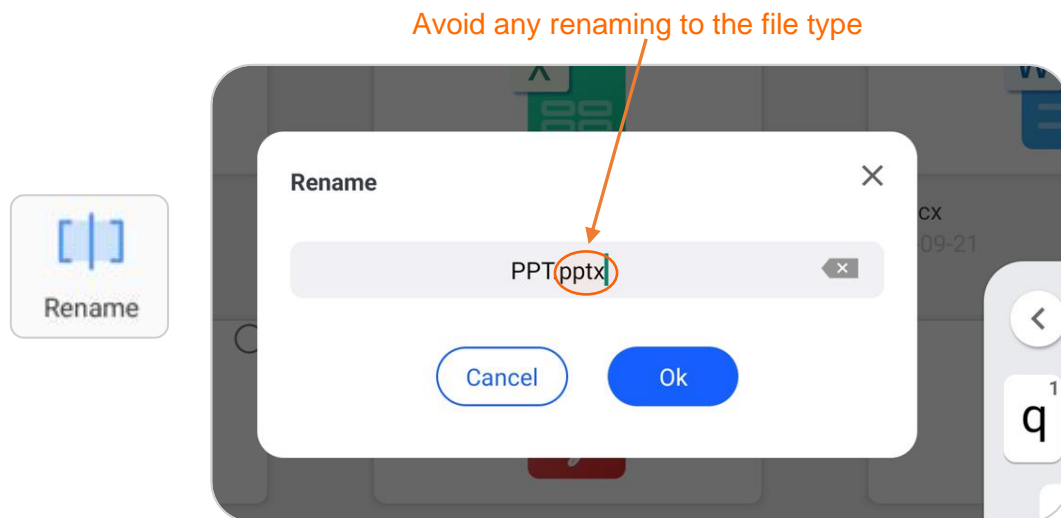 Avoid any renaming to the file type
X
W
Rename
cx
-09-21
PPT.pptx
Rename
Cancel
Ok
1
q